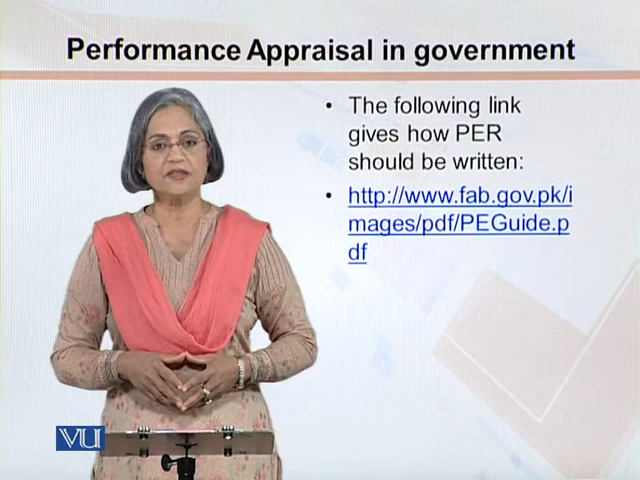 Performance Appraisal in government
• The following link
gives how PER
should be written:
• http://www.fab.gov.pk/i
mages/pdf/PEGuide.p
df
VU